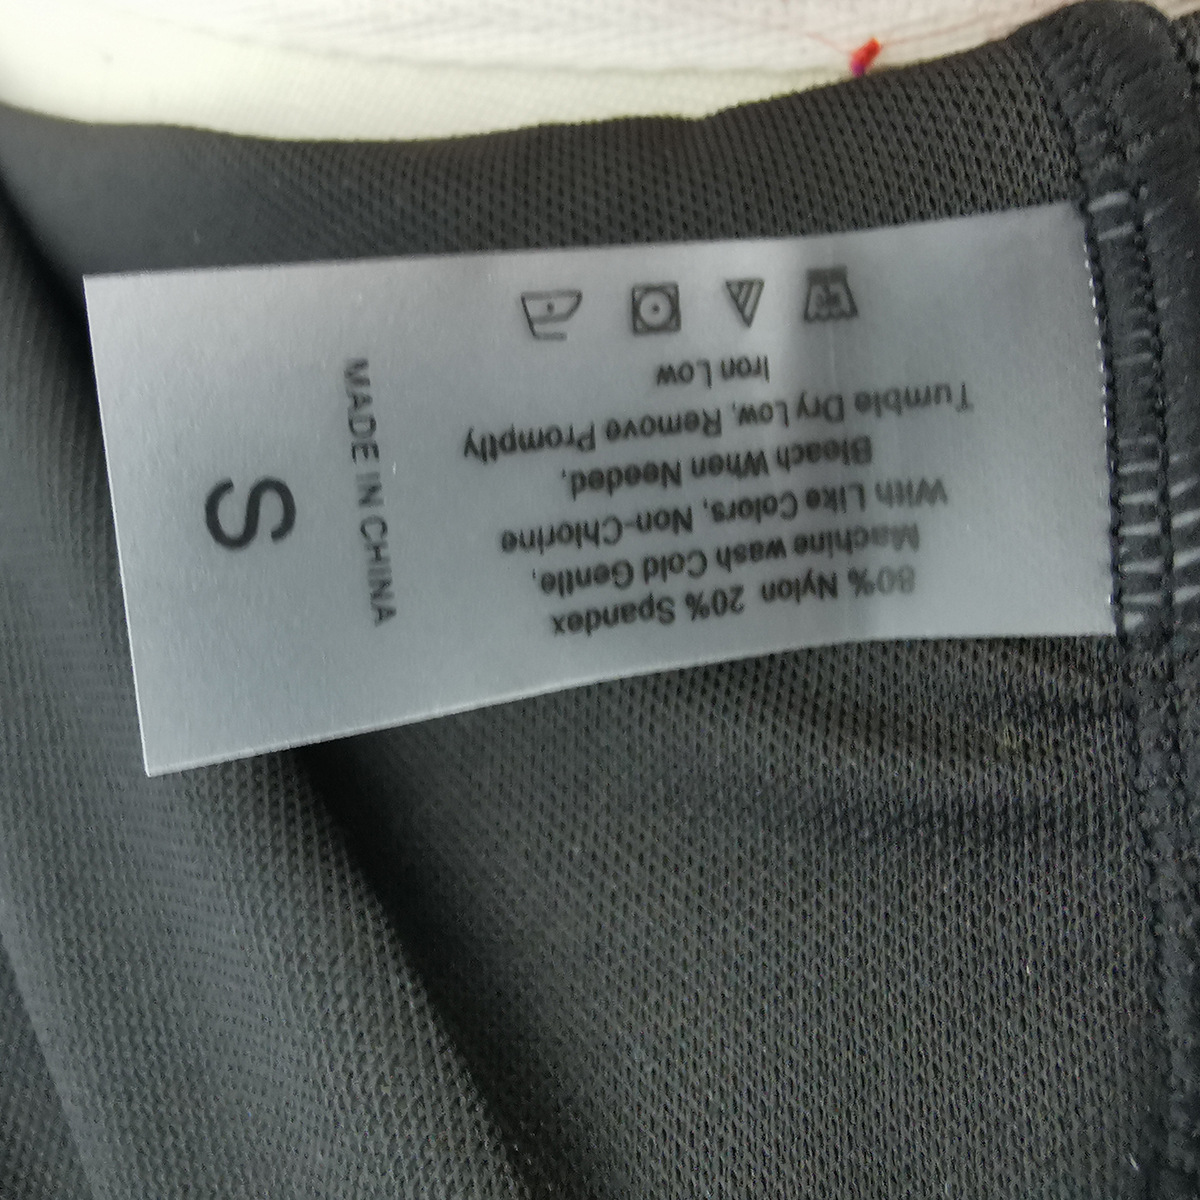 80% Nylon 20% Spandex
Machine wash Cold Gentle,
With Like Colors, Non-Chlorine
Bleach When Needed,
Tumble Dry Low, Remove Promptly
Iron Low
MADE IN CHINA
S